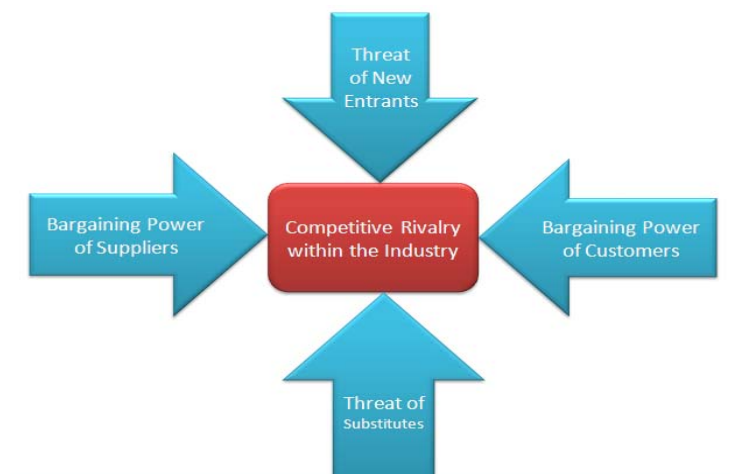 Threat
of New
Entrants
Bargaining Power
of Suppliers
Competitive Rivalry
within the Industry
Bargaining Power
of Customers
Threat of
Substitutes